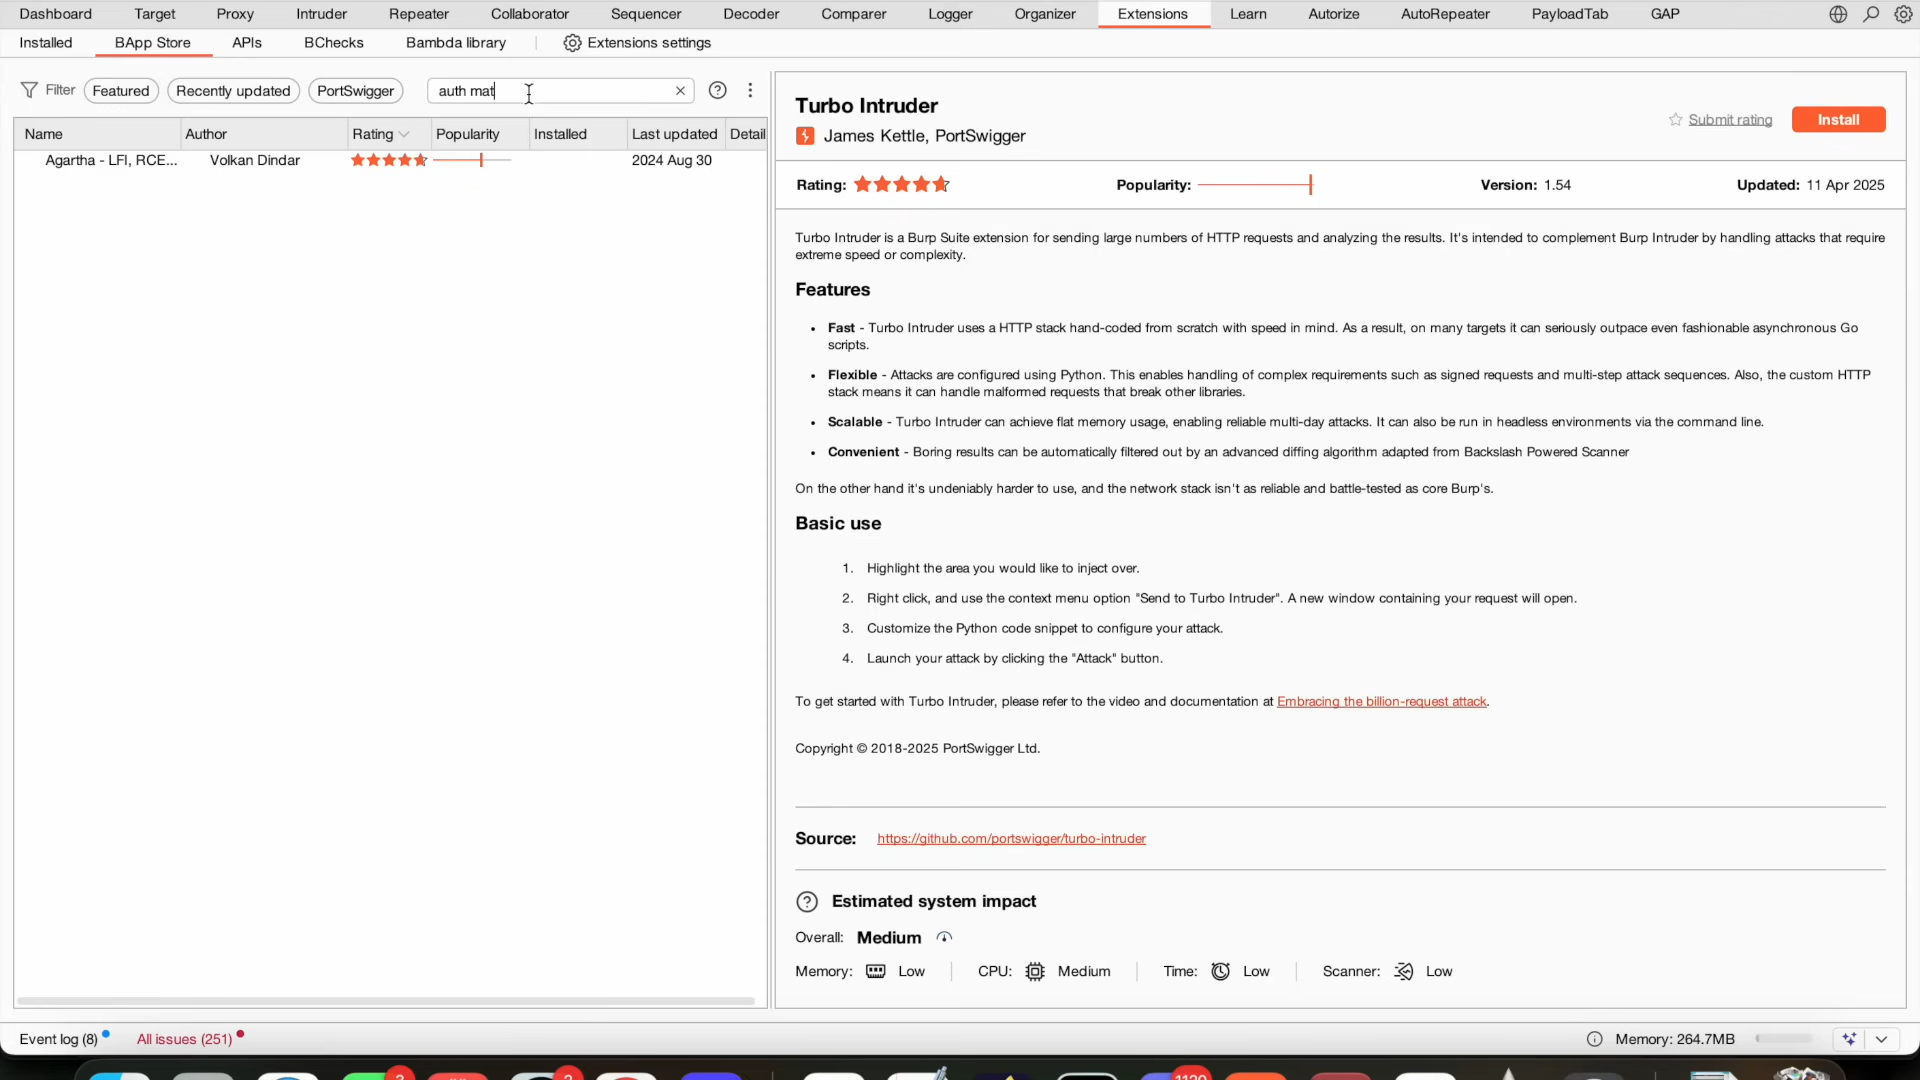 Dashboard Target Proxy Intruder Repeater Collaborator Sequencer Decoder Comparer Logger Organizer Extensions Learn Autorize AutoRepeater PayloadTab GAP
Installed BApp Store APIs BChecks Bambda library Extensions settings
Filter Featured Recently updated PortSwigger auth mat
Name Author Rating Popularity Installed Last updated Detail
Agartha - LFI, RCE... Volkan Dindar 2024 Aug 30
Turbo Intruder
James Kettle, PortSwigger
Submit rating Install
Rating: Popularity: Version: 1.54 Updated: 11 Apr 2025
Turbo Intruder is a Burp Suite extension for sending large numbers of HTTP requests and analyzing the results. It's intended to complement Burp Intruder by handling attacks that require
extreme speed or complexity.
Features
• Fast - Turbo Intruder uses a HTTP stack hand-coded from scratch with speed in mind. As a result, on many targets it can seriously outpace even fashionable asynchronous Go
scripts.
• Flexible - Attacks are configured using Python. This enables handling of complex requirements such as signed requests and multi-step attack sequences. Also, the custom HTTP
stack means it can handle malformed requests that break other libraries.
• Scalable - Turbo Intruder can achieve flat memory usage, enabling reliable multi-day attacks. It can also be run in headless environments via the command line.
• Convenient - Boring results can be automatically filtered out by an advanced diffing algorithm adapted from Backslash Powered Scanner
On the other hand it's undeniably harder to use, and the network stack isn't as reliable and battle-tested as core Burp's.
Basic use
1. Highlight the area you would like to inject over.
2. Right click, and use the context menu option "Send to Turbo Intruder". A new window containing your request will open.
3. Customize the Python code snippet to configure your attack.
4. Launch your attack by clicking the "Attack" button.
To get started with Turbo Intruder, please refer to the video and documentation at Embracing the billion-request attack.
Copyright © 2018-2025 PortSwigger Ltd.
Source: https://github.com/portswigger/turbo-intruder
Estimated system impact
Overall: Medium
Memory: Low CPU: Medium Time: Low Scanner: Low
Event log (8) All issues (251) Memory: 264.7MB